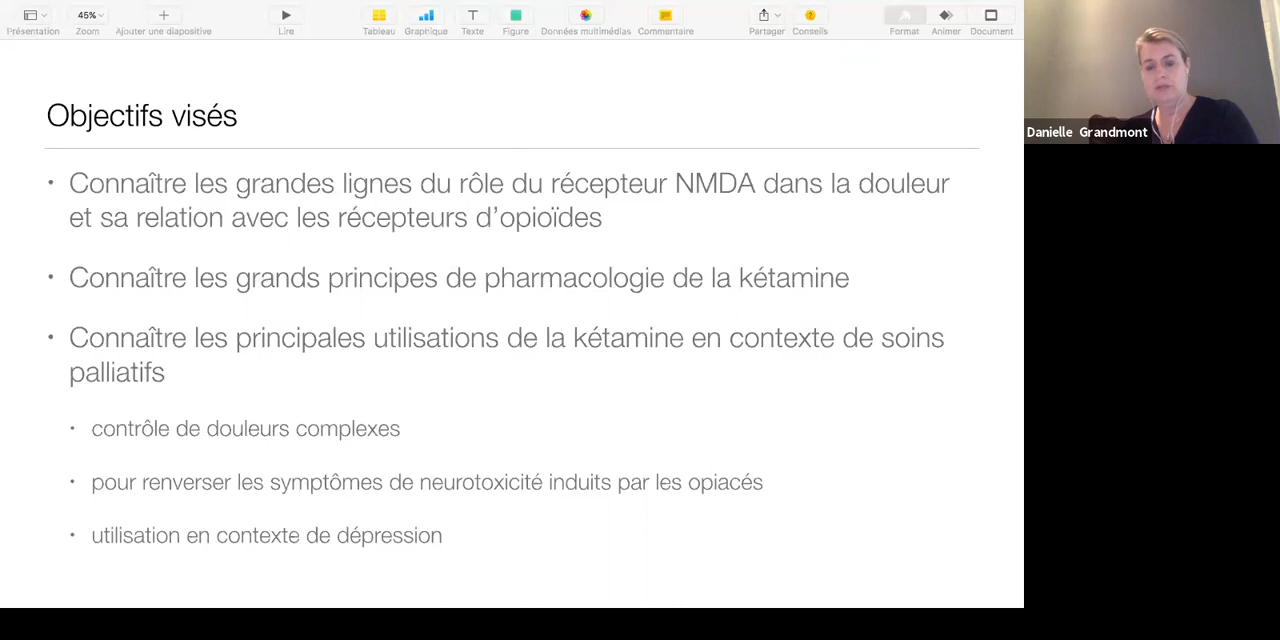 45%
Présentation
Zoom
Ajouter une diapositive
Lire
Tableau
Graphique
Texte
Figure
Données multimédias
Commentaire
Partager
Conseils
Format
Animer
Document
Objectifs visés
• Connaître les grandes lignes du rôle du récepteur NMDA dans la douleur
et sa relation avec les récepteurs d’opioïdes
• Connaître les grands principes de pharmacologie de la kétamine
• Connaître les principales utilisations de la kétamine en contexte de soins
palliatifs
• contrôle de douleurs complexes
• pour renverser les symptômes de neurotoxicité induits par les opiacés
• utilisation en contexte de dépression
Danielle Grandmont